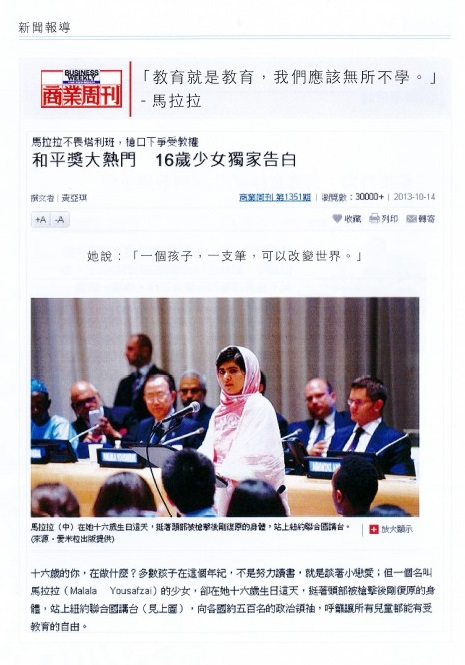 新聞報導
BUSINESS WEEKLY
商業周刊
「教育就是教育，我們應該無所不學。」
- 馬拉拉
馬拉拉不畏塔利班，槍口下爭受教權
和平獎大熱門　16歲少女獨家告白
撰文者：黃亞琪
商業周刊 第1351期 | 瀏覽數：30000+ | 2013-10-14
+A -A
收藏 列印 轉寄
她說：「一個孩子，一支筆，可以改變世界。」
馬拉拉（中）在她十六歲生日這天，挺著頭部被槍擊後剛復原的身體，站上紐約聯合國講台。
(來源．愛米粒出版提供)
放大顯示
十六歲的你，在做什麼？多數孩子在這個年紀，不是努力讀書，就是談著小戀愛；但一個名叫
馬拉拉（Malala Yousafzai）的少女，卻在她十六歲生日這天，挺著頭部被槍擊後剛復原的身
體，站上紐約聯合國講台（見上圖），向各國約五百名的政治領袖，呼籲讓所有兒童都能有受
教育的自由。